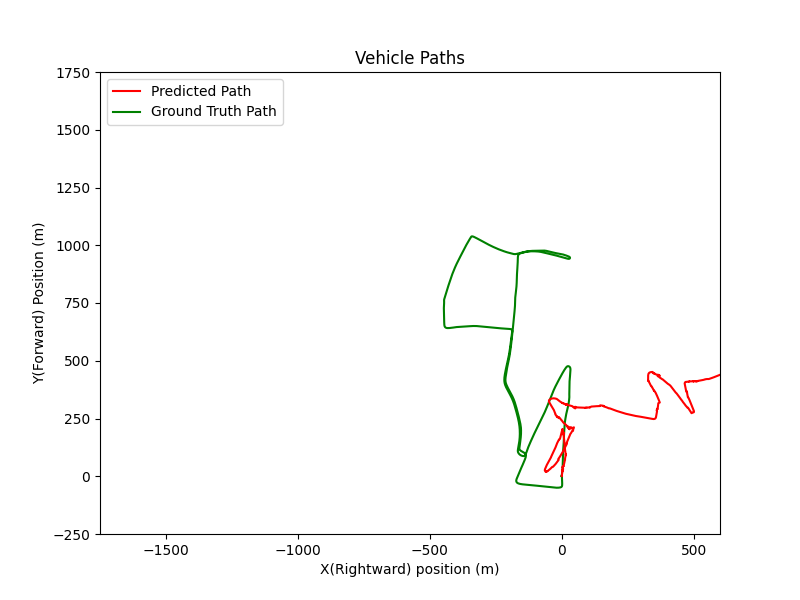 Vehicle Paths
Predicted Path
Ground Truth Path
1750
1500
1250
1000
750
500
250
0
−250
Y(Forward) Position (m)
−1500
−1000
−500
0
500
X(Rightward) position (m)